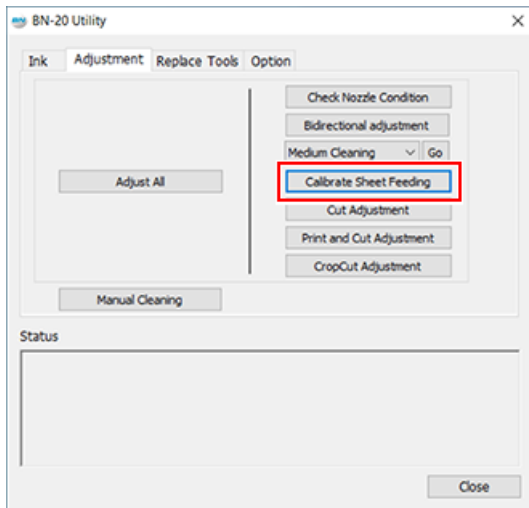 BN-20 Utility
Ink Adjustment Replace Tools Option
Check Nozzle Condition
Bidirectional adjustment
Medium Cleaning Go
Adjust All
Calibrate Sheet Feeding
Cut Adjustment
Print and Cut Adjustment
CropCut Adjustment
Manual Cleaning
Status
Close